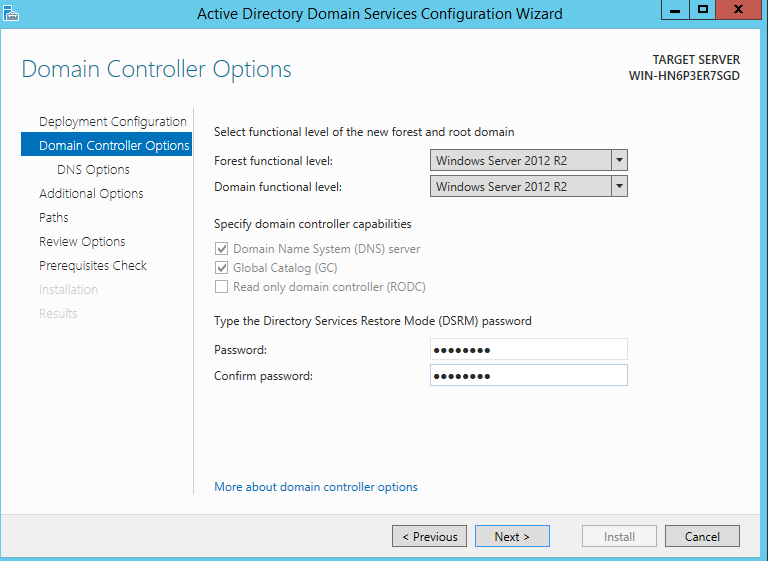 Active Directory Domain Services Configuration Wizard
Domain Controller Options
TARGET SERVER
WIN-HN6P3ER7SGD
Deployment Configuration
Domain Controller Options
DNS Options
Additional Options
Paths
Review Options
Prerequisites Check
Installation
Results
Select functional level of the new forest and root domain
Forest functional level: Windows Server 2012 R2
Domain functional level: Windows Server 2012 R2
Specify domain controller capabilities
Domain Name System (DNS) server
Global Catalog (GC)
Read only domain controller (RODC)
Type the Directory Services Restore Mode (DSRM) password
Password: ●●●●●●●●
Confirm password: ●●●●●●●●
More about domain controller options
< Previous Next > Install Cancel